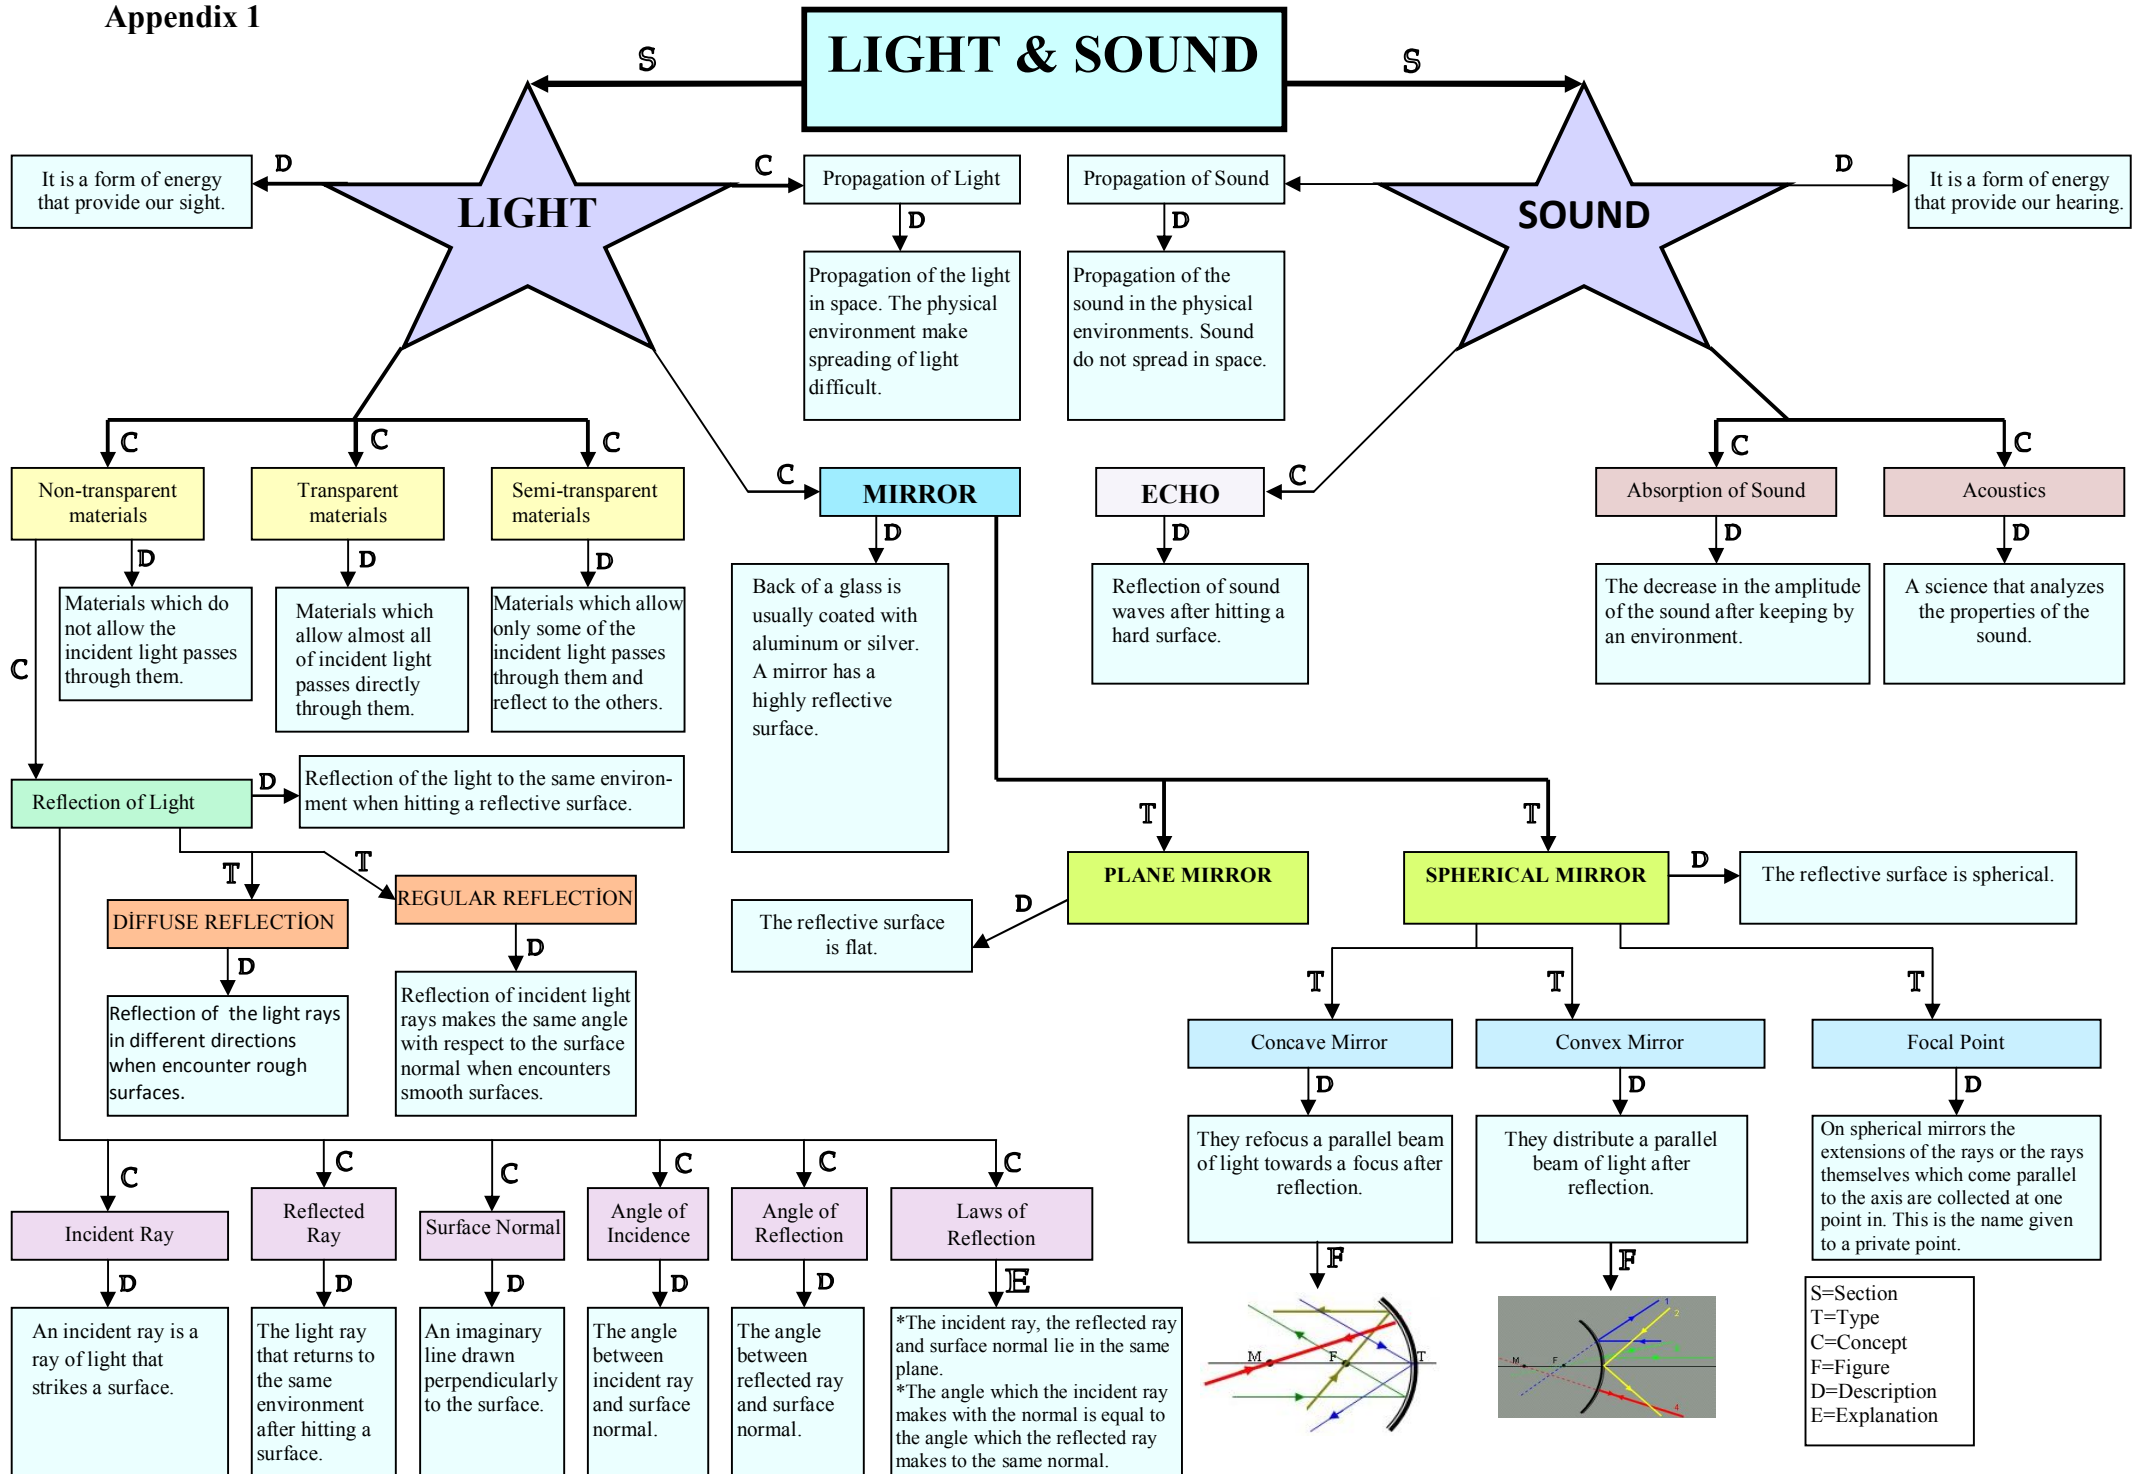 Appendix 1
LIGHT & SOUND
S
S
D
It is a form of energy
that provide our sight.
LIGHT
C
Propagation of Light
D
Propagation of the light
in space. The physical
environment make
spreading of light
difficult.
Propagation of Sound
D
Propagation of the
sound in the physical
environments. Sound
do not spread in space.
SOUND
D
It is a form of energy
that provide our hearing.
C
C
C
Non-transparent
materials
Transparent
materials
Semi-transparent
materials
D
D
D
Materials which do
not allow the
incident light passes
through them.
Materials which
allow almost all
of incident light
passes directly
through them.
Materials which allow
only some of the
incident light passes
through them and
reflect to the others.
C
MIRROR
D
Back of a glass is
usually coated with
aluminum or silver.
A mirror has a
highly reflective
surface.
C
ECHO
D
Reflection of sound
waves after hitting a
hard surface.
C
C
Absorption of Sound
Acoustics
D
D
The decrease in the amplitude
of the sound after keeping by
an environment.
A science that analyzes
the properties of the
sound.
C
Reflection of Light
D
Reflection of the light to the same environ-
ment when hitting a reflective surface.
T
T
DİFFUSE REFLECTİON
REGULAR REFLECTİON
D
D
Reflection of the light rays
in different directions
when encounter rough
surfaces.
Reflection of incident light
rays makes the same angle
with respect to the surface
normal when encounters
smooth surfaces.
T
T
PLANE MIRROR
SPHERICAL MIRROR
D
The reflective surface
is flat.
D
The reflective surface is spherical.
T
T
T
Concave Mirror
Convex Mirror
Focal Point
D
D
D
They refocus a parallel beam
of light towards a focus after
reflection.
They distribute a parallel
beam of light after
reflection.
On spherical mirrors the
extensions of the rays or the rays
themselves which come parallel
to the axis are collected at one
point in. This is the name given
to a private point.
F
F
M
F
T
1
2
M
F
4
C
C
C
C
C
C
Incident Ray
Reflected
Ray
Surface Normal
Angle of
Incidence
Angle of
Reflection
Laws of
Reflection
D
D
D
D
D
E
An incident ray is a
ray of light that
strikes a surface.
The light ray
that returns to
the same
environment
after hitting a
surface.
An imaginary
line drawn
perpendicularly
to the surface.
The angle
between
incident ray
and surface
normal.
The angle
between
reflected ray
and surface
normal.
*The incident ray, the reflected ray
and surface normal lie in the same
plane.
*The angle which the incident ray
makes with the normal is equal to
the angle which the reflected ray
makes to the same normal.
S=Section
T=Type
C=Concept
F=Figure
D=Description
E=Explanation